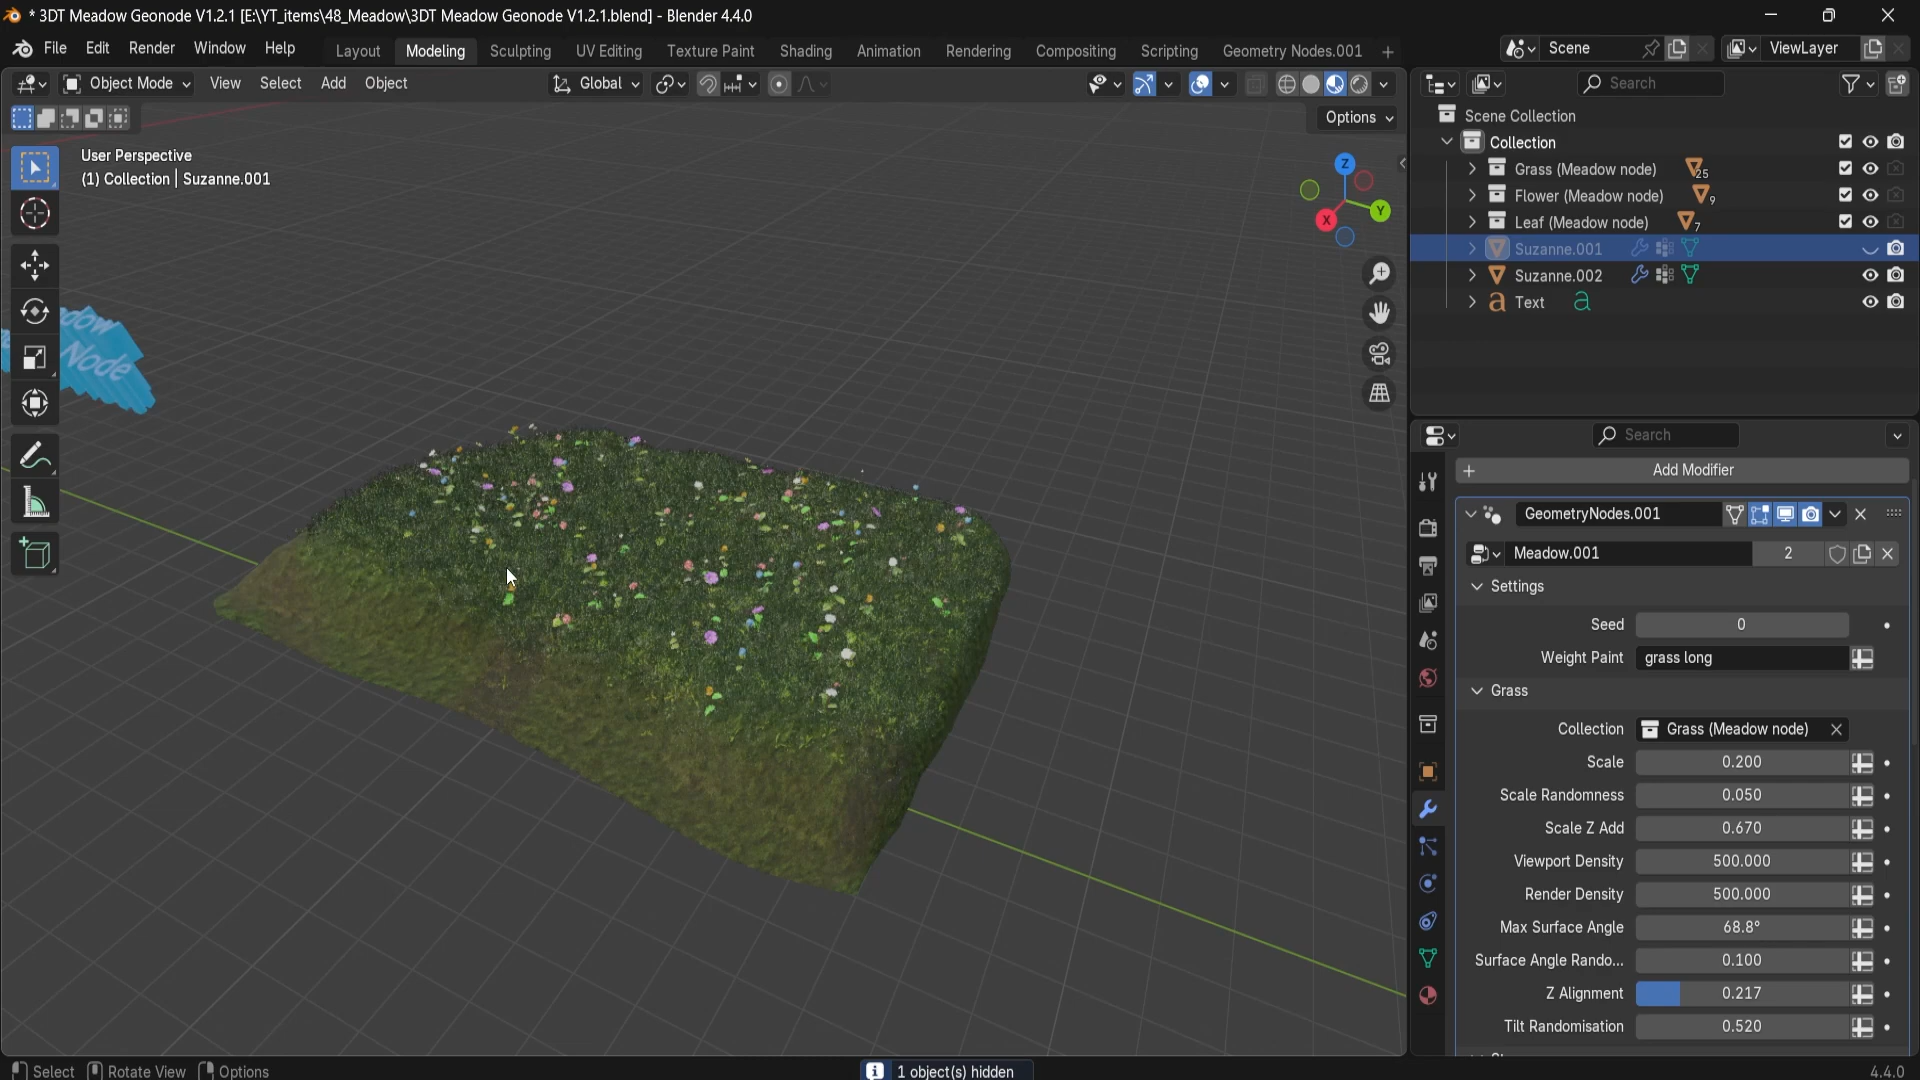 * 3DT Meadow Geonode V1.2.1 [E:\YT_items\48_Meadow\3DT Meadow Geonode V1.2.1.blend] - Blender 4.4.0
File Edit Render Window Help
Layout Modeling Sculpting UV Editing Texture Paint Shading Animation Rendering Compositing Scripting Geometry Nodes.001 +
Scene
ViewLayer
Object Mode View Select Add Object
Global
Options
Search
User Perspective
(1) Collection | Suzanne.001
Z
Y
X
Node
Scene Collection
Collection
Grass (Meadow node) 25
Flower (Meadow node) 9
Leaf (Meadow node) 7
Suzanne.001
Suzanne.002
Text
Search
+ Add Modifier
GeometryNodes.001
Meadow.001 2
Settings
Seed 0
Weight Paint grass long
Grass
Collection Grass (Meadow node)
Scale 0.200
Scale Randomness 0.050
Scale Z Add 0.670
Viewport Density 500.000
Render Density 500.000
Max Surface Angle 68.8°
Surface Angle Rando... 0.100
Z Alignment 0.217
Tilt Randomisation 0.520
Select Rotate View Options
1 object(s) hidden
4.4.0